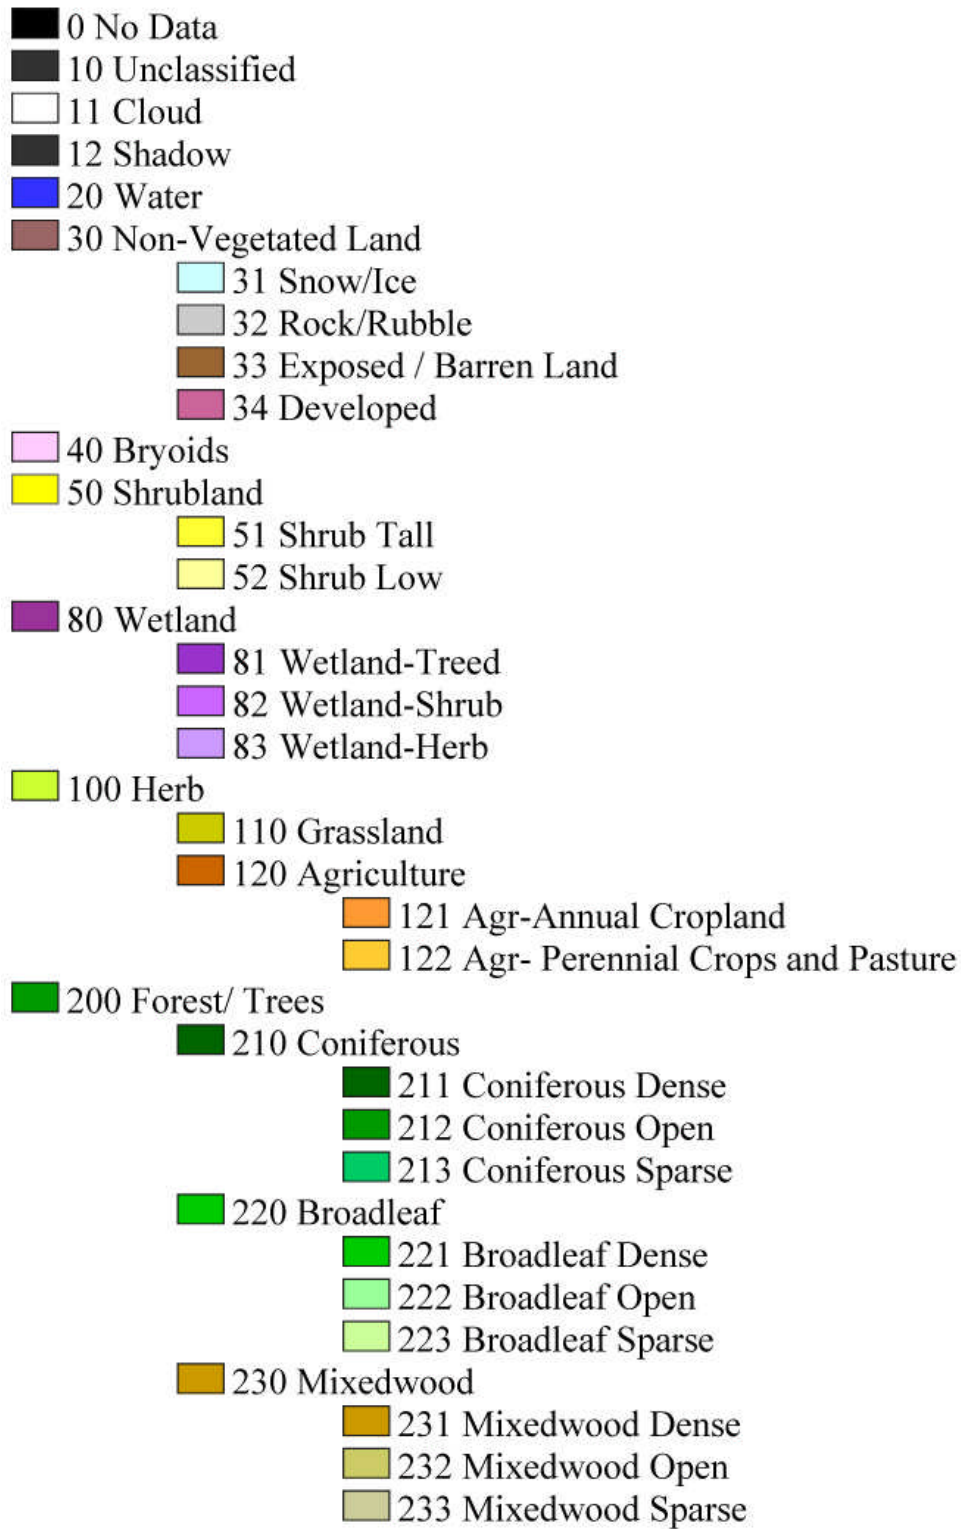 0 No Data
10 Unclassified
11 Cloud
12 Shadow
20 Water
30 Non-Vegetated Land
31 Snow/Ice
32 Rock/Rubble
33 Exposed / Barren Land
34 Developed
40 Bryoids
50 Shrubland
51 Shrub Tall
52 Shrub Low
80 Wetland
81 Wetland-Treed
82 Wetland-Shrub
83 Wetland-Herb
100 Herb
110 Grassland
120 Agriculture
121 Agr-Annual Cropland
122 Agr- Perennial Crops and Pasture
200 Forest/ Trees
210 Coniferous
211 Coniferous Dense
212 Coniferous Open
213 Coniferous Sparse
220 Broadleaf
221 Broadleaf Dense
222 Broadleaf Open
223 Broadleaf Sparse
230 Mixedwood
231 Mixedwood Dense
232 Mixedwood Open
233 Mixedwood Sparse